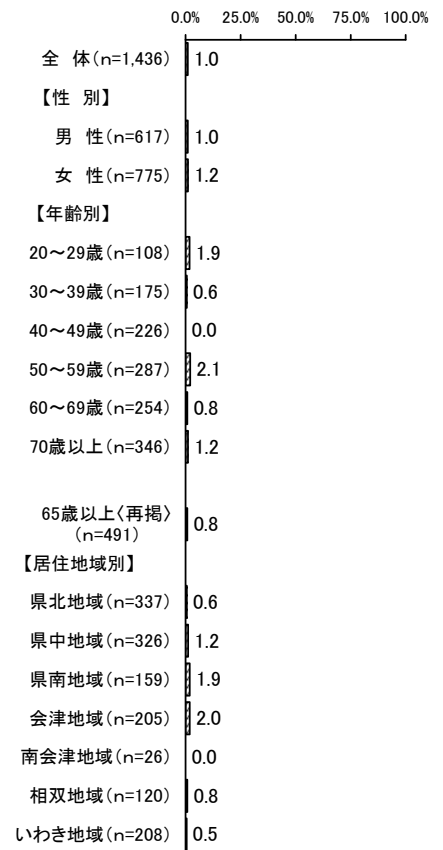 0.0% 25.0% 50.0% 75.0% 100.0%
全 体(n=1,436) 1.0
【性 別】
男 性(n=617) 1.0
女 性(n=775) 1.2
【年齢別】
20～29歳(n=108) 1.9
30～39歳(n=175) 0.6
40～49歳(n=226) 0.0
50～59歳(n=287) 2.1
60～69歳(n=254) 0.8
70歳以上(n=346) 1.2
65歳以上〈再掲〉
(n=491) 0.8
【居住地域別】
県北地域(n=337) 0.6
県中地域(n=326) 1.2
県南地域(n=159) 1.9
会津地域(n=205) 2.0
南会津地域(n=26) 0.0
相双地域(n=120) 0.8
いわき地域(n=208) 0.5